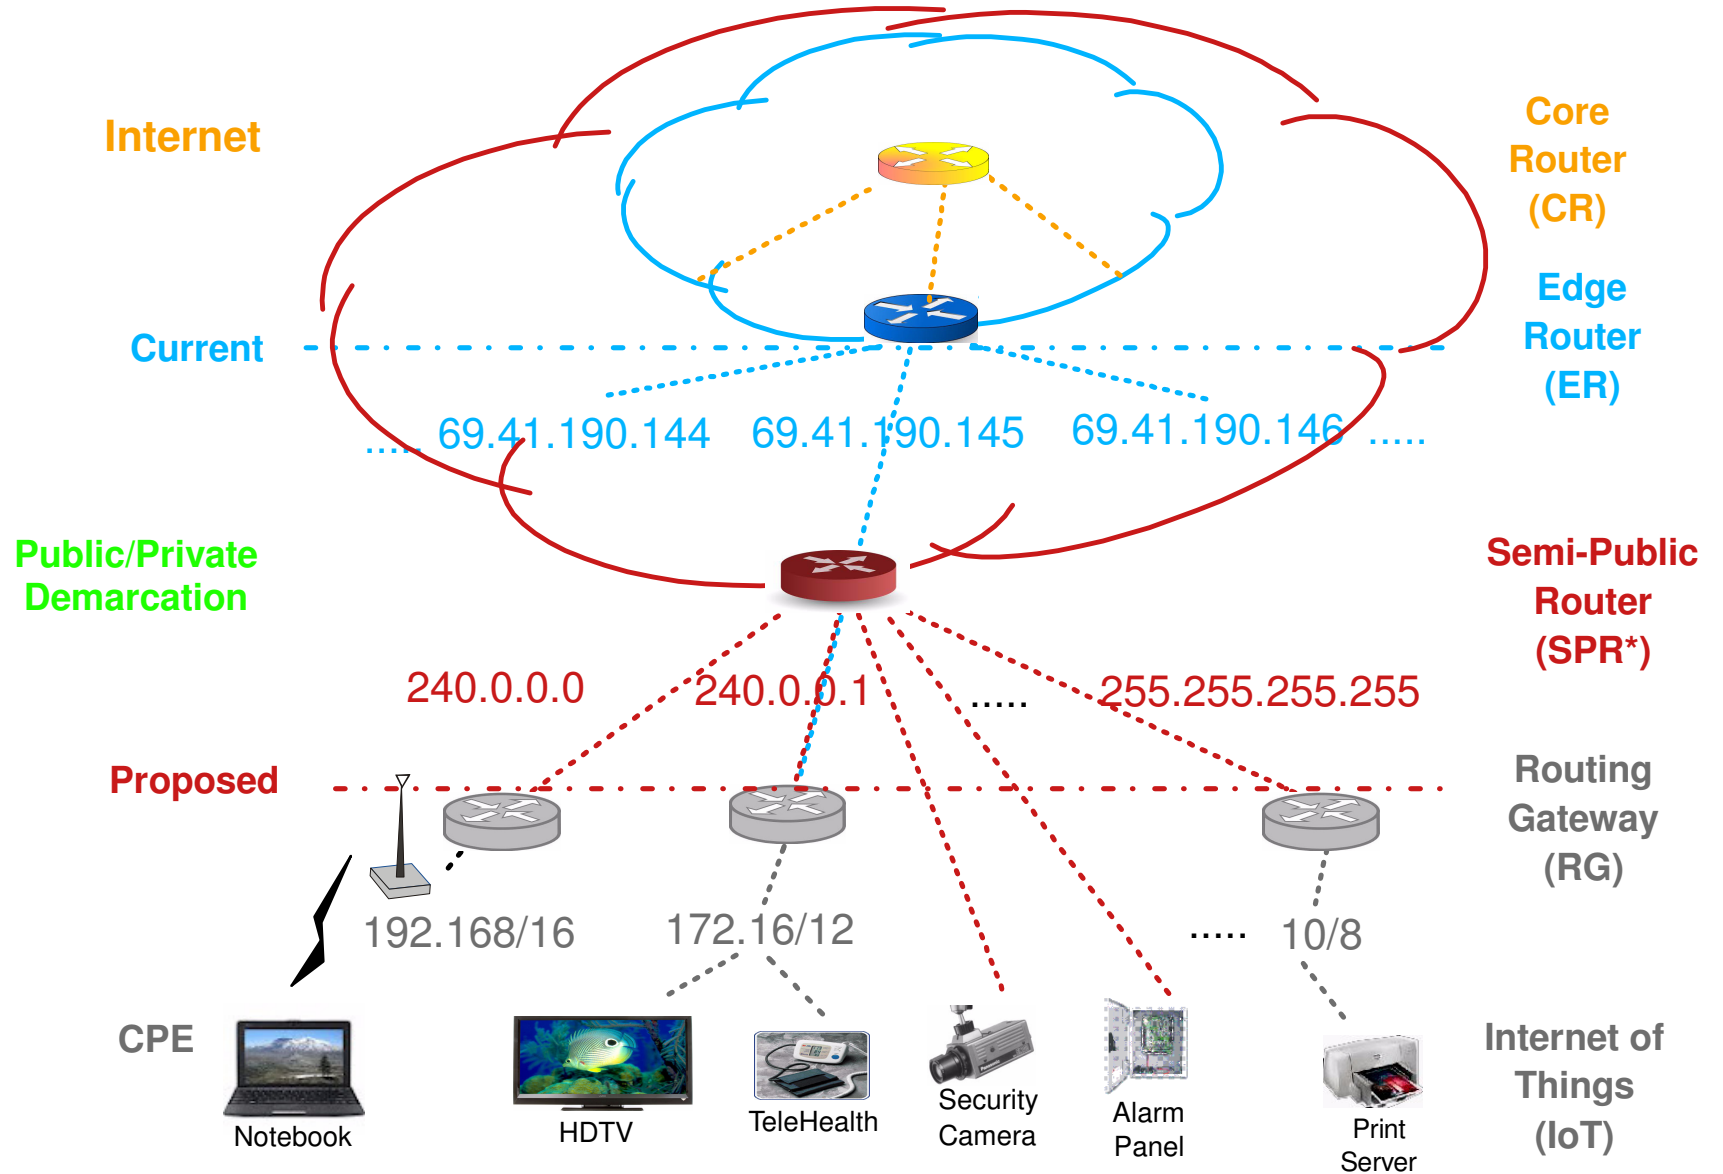 Internet
Core
Router
(CR)
Edge
Router
(ER)
Current
..... 69.41.190.144 69.41.190.145 69.41.190.146 .....
Public/Private
Demarcation
Semi-Public
Router
(SPR*)
240.0.0.0 240.0.0.1 ..... 255.255.255.255
Proposed
Routing
Gateway
(RG)
192.168/16 172.16/12 ..... 10/8
CPE
Internet of
Things
(IoT)
Notebook
HDTV
TeleHealth
Security
Camera
Alarm
Panel
Print
Server